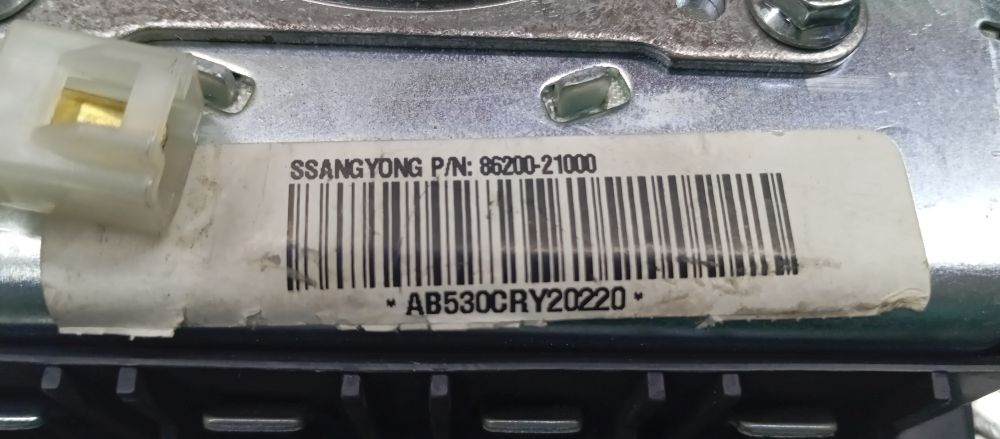 SSANGYONG P/N: 86200-21000
* AB530CRY20220 *